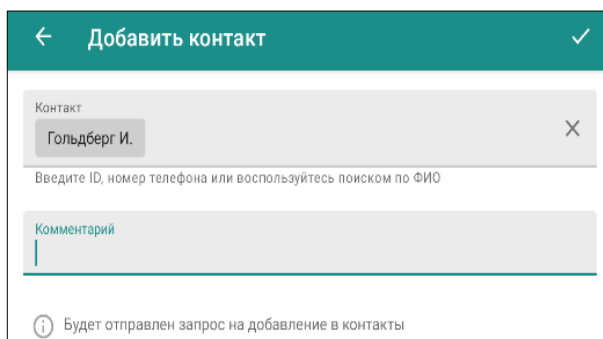 Добавить контакт
Контакт
Гольдберг И.
Введите ID, номер телефона или воспользуйтесь поиском по ФИО
Комментарий
Будет отправлен запрос на добавление в контакты